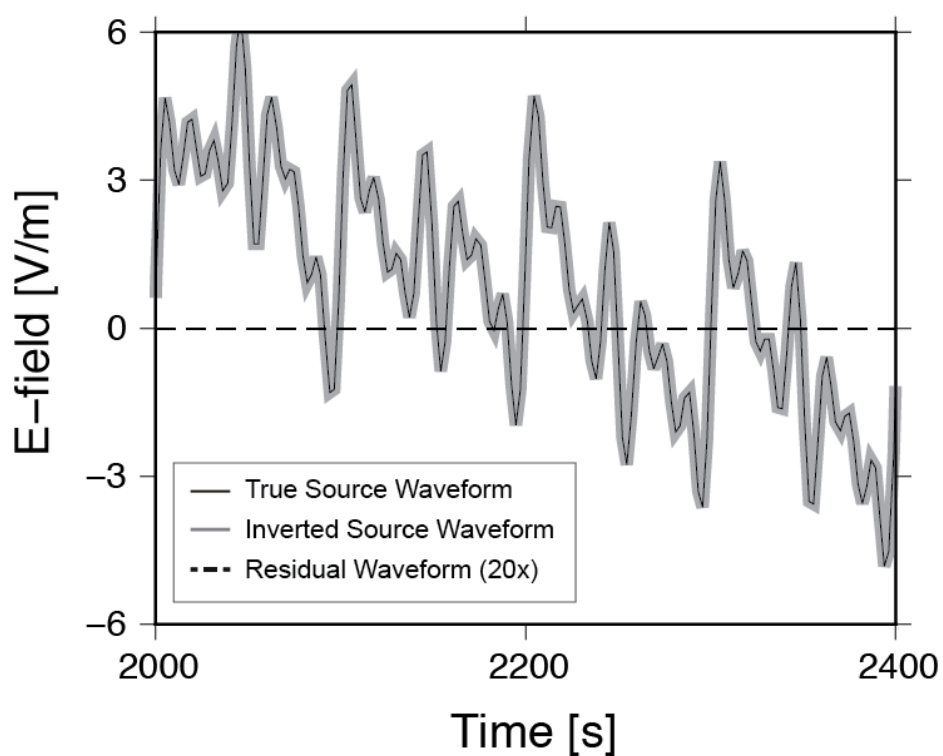 6
3
0
−3
−6
E−field [V/m]
True Source Waveform
Inverted Source Waveform
Residual Waveform (20x)
2000
2200
2400
Time [s]